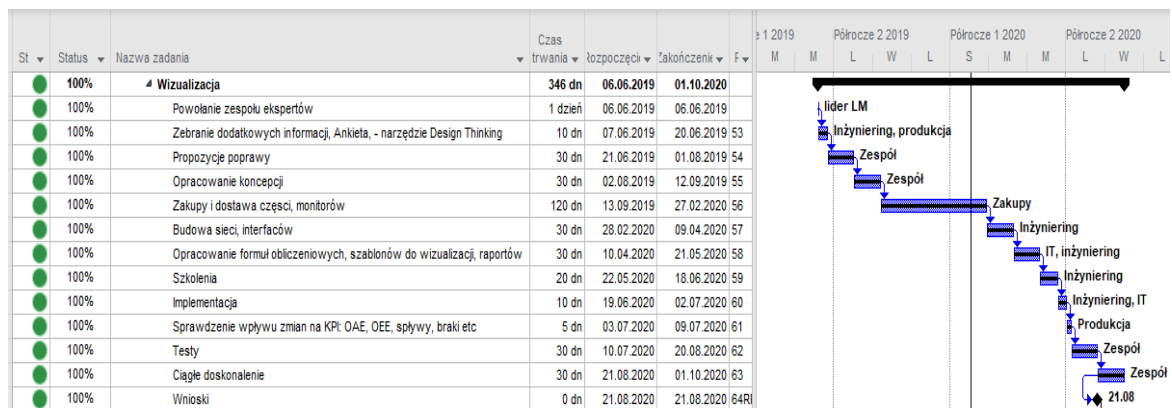 e 1 2019 Półrocze 2 2019 Półrocze 1 2020 Półrocze 2 2020
Czas
St Status Nazwa zadania trwania Rozpoczęci Zakończenie F M M L W L S M M L W L
100% Wizualizacja 346 dn 06.06.2019 01.10.2020
100% Powołanie zespołu ekspertów 1 dzień 06.06.2019 06.06.2019 lider LM
100% Zebranie dodatkowych informacji, Ankieta, - narzędzie Design Thinking 10 dn 07.06.2019 20.06.2019 53 Inżyniering, produkcja
100% Propozycje poprawy 30 dn 21.06.2019 01.08.2019 54 Zespół
100% Opracowanie koncepcji 30 dn 02.08.2019 12.09.2019 55 Zespół
100% Zakupy i dostawa części, monitorów 120 dn 13.09.2019 27.02.2020 56 Zakupy
100% Budowa sieci, interfaców 30 dn 28.02.2020 09.04.2020 57 Inżyniering
100% Opracowanie formuł obliczeniowych, szablonów do wizualizacji, raportów 30 dn 10.04.2020 21.05.2020 58 IT, inżyniering
100% Szkolenia 20 dn 22.05.2020 18.06.2020 59 Inżyniering
100% Implementacja 10 dn 19.06.2020 02.07.2020 60 Inżyniering, IT
100% Sprawdzenie wpływu zmian na KPI: OAE, OEE, spływy, braki etc 5 dn 03.07.2020 09.07.2020 61 Produkcja
100% Testy 30 dn 10.07.2020 20.08.2020 62 Zespół
100% Ciągłe doskonalenie 30 dn 21.08.2020 01.10.2020 63 Zespół
100% Wnioski 0 dn 21.08.2020 21.08.2020 64R 21.08